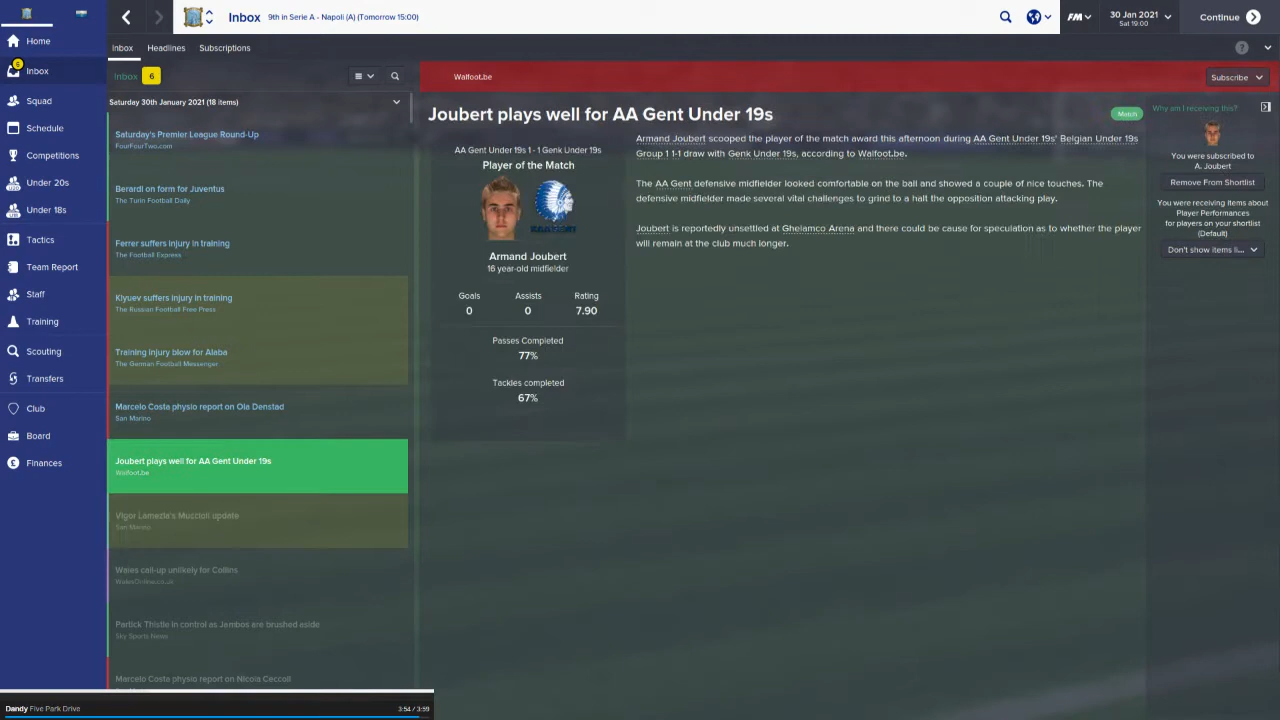 Inbox
9th in Serie A - Napoli (A) (Tomorrow 15:00)
FM
30 Jan 2021
Sat 19:00
Continue
Home
6
Inbox
Squad
Schedule
Competitions
Under 20s
Under 18s
Tactics
Team Report
Staff
Training
Scouting
Transfers
Club
Board
Finances
Inbox
Headlines
Subscriptions
Inbox 6
Saturday 30th January 2021 (18 items)
Saturday's Premier League Round-Up
FourFourTwo.com
Berardi on form for Juventus
The Turin Football Daily
Ferrer suffers injury in training
The Football Express
Klyuev suffers injury in training
The Russian Football Free Press
Training injury blow for Alaba
The German Football Messenger
Marcelo Costa physio report on Ola Denstad
San Marino
Joubert plays well for AA Gent Under 19s
Walfoot.be
Vigor Lamezia's Muccioli update
San Marino
Wales call-up unlikely for Collins
WalesOnline.co.uk
Partick Thistle in control as Jambos are brushed aside
Sky Sports News
Marcelo Costa physio report on Nicola Ceccoli
Dandy Five Park Drive
3:54 / 3:59
Walfoot.be
Subscribe
Joubert plays well for AA Gent Under 19s
Match
AA Gent Under 19s 1 - 1 Genk Under 19s
Player of the Match
Armand Joubert
16 year-old midfielder
Goals Assists Rating
0 0 7.90
Passes Completed
77%
Tackles completed
67%
Armand Joubert scooped the player of the match award this afternoon during AA Gent Under 19s' Belgian Under 19s
Group 1 1-1 draw with Genk Under 19s, according to Walfoot.be.
The AA Gent defensive midfielder looked comfortable on the ball and showed a couple of nice touches. The
defensive midfielder made several vital challenges to grind to a halt the opposition attacking play.
Joubert is reportedly unsettled at Ghelamco Arena and there could be cause for speculation as to whether the player
will remain at the club much longer.
Why am I receiving this?
You were subscribed to
A. Joubert
Remove From Shortlist
You were receiving items about
Player Performances
for players on your shortlist
(Default)
Don't show items li...